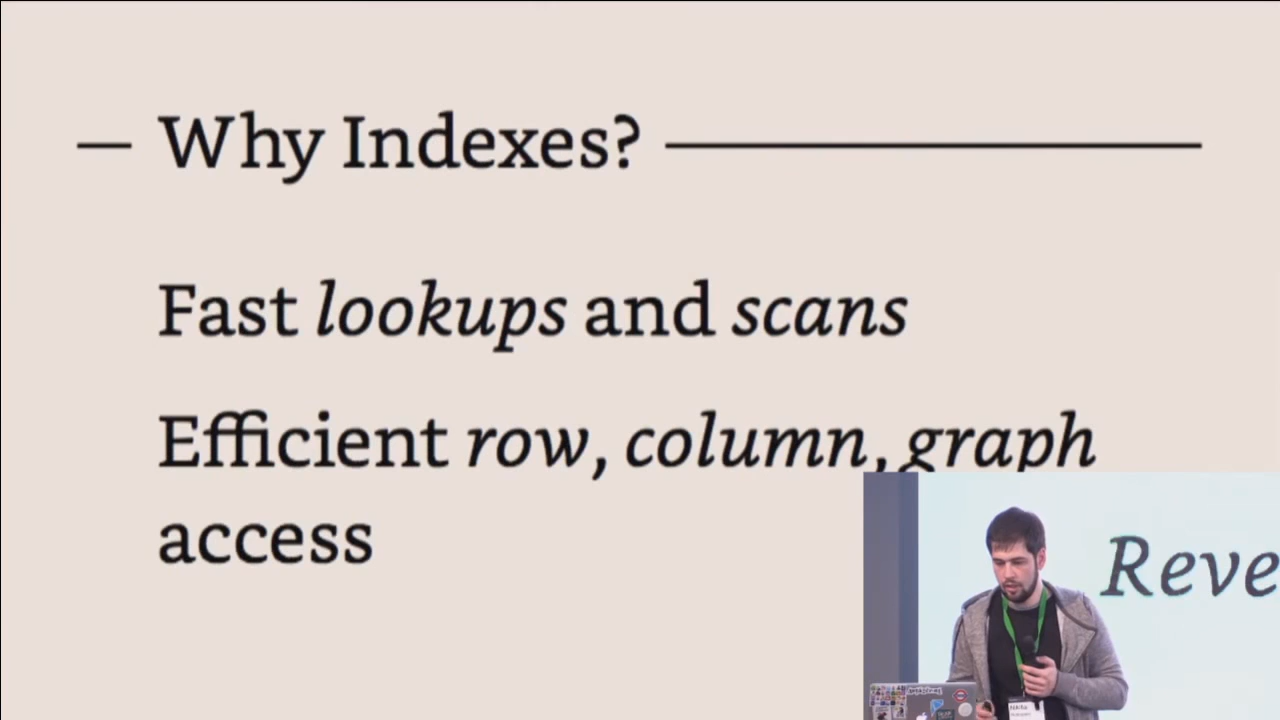 Why Indexes?
Fast lookups and scans
Efficient row, column, graph
access
Reve